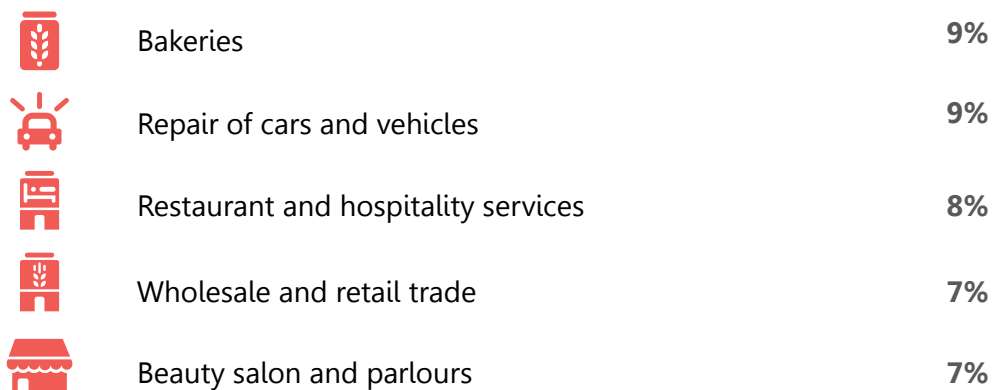 Bakeries 9%
Repair of cars and vehicles 9%
Restaurant and hospitality services 8%
Wholesale and retail trade 7%
Beauty salon and parlours 7%